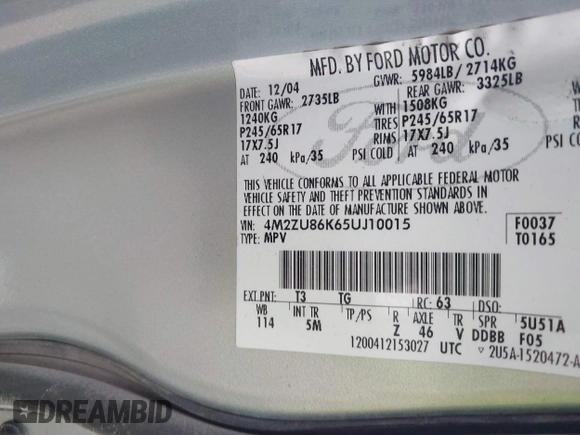 MFD. BY FORD MOTOR CO.
DATE: 12/04 GVWR: 5984LB/ 2714KG
FRONT GAWR: 2735LB REAR GAWR: 3325LB
1240KG WITH 1508KG
P245/65R17 TIRES P245/65R17
17X7.5J RIMS 17X7.5J
AT 240 kPa/35 PSI COLD AT 240 kPa/35 PSI CO
Ford
THIS VEHICLE CONFORMS TO ALL APPLICABLE FEDERAL MOTOR
VEHICLE SAFETY AND THEFT PREVENTION STANDARDS IN
EFFECT ON THE DATE OF MANUFACTURE SHOWN ABOVE.
VIN: 4M2ZU86K65UJ10015 F0037
TYPE: MPV T0165
EXT PNT: T3 TG RC: 63 DSO:
WB INT TR TP/PS R AXLE TR SPR 5U51A
114 5M Z 46 V DDBB F05
1200412153027 UTC ▽ 2U5A-1520472-A
DREAMBID